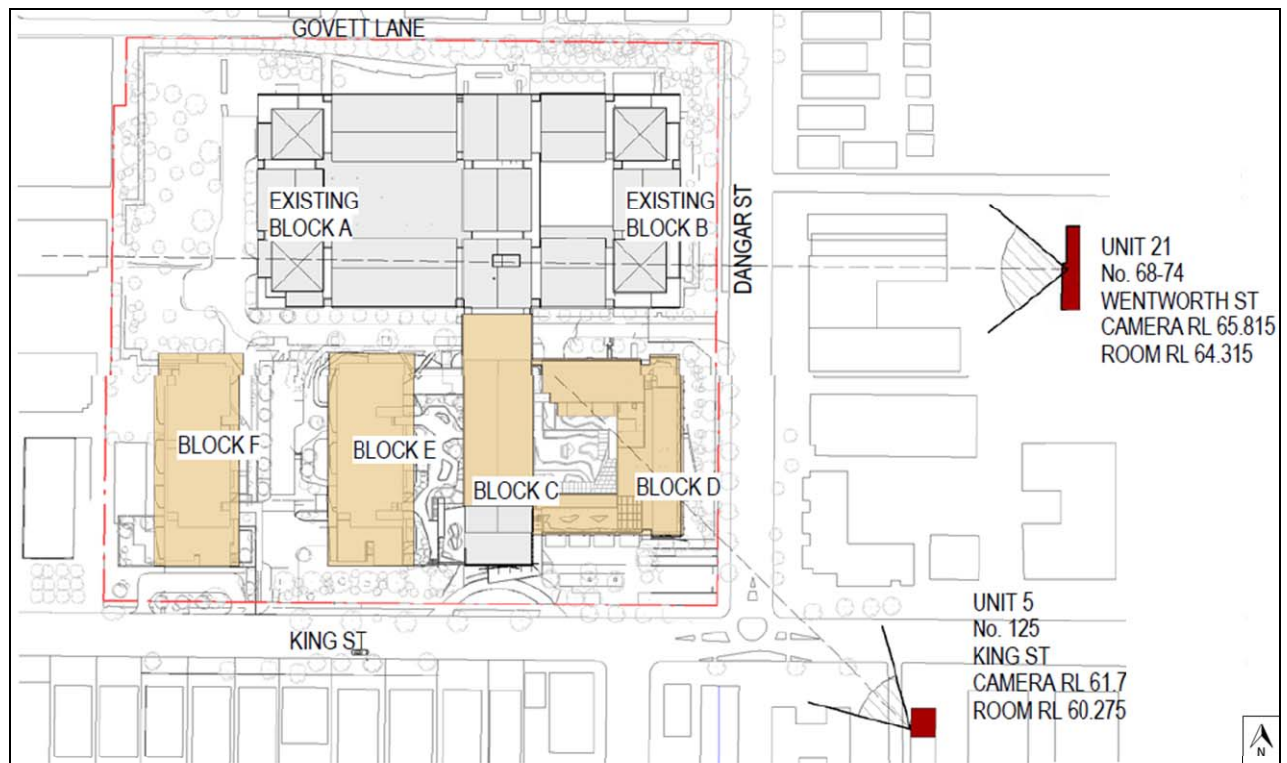 GOVETT LANE
EXISTING
BLOCK A
EXISTING
BLOCK B
DANGAR ST
UNIT 21
No. 68-74
WENTWORTH ST
CAMERA RL 65.815
ROOM RL 64.315
BLOCK F
BLOCK E
BLOCK C
BLOCK D
KING ST
UNIT 5
No. 125
KING ST
CAMERA RL 61.7
ROOM RL 60.275
N